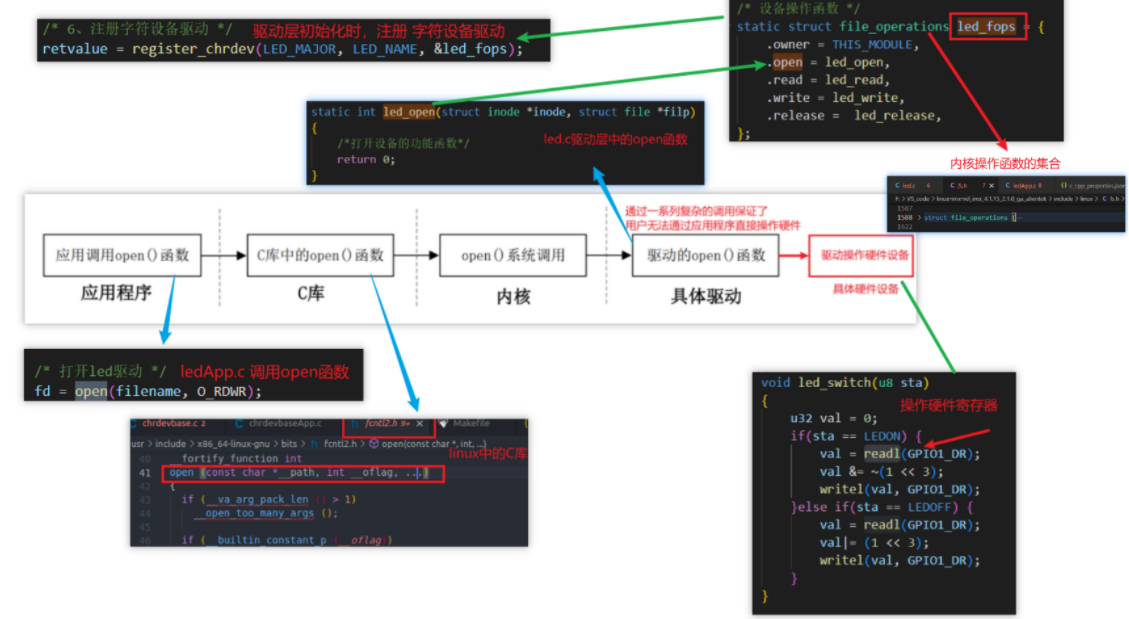 /* 6、注册字符设备驱动 */ 驱动层初始化时，注册 字符设备驱动
retvalue = register_chrdev(LED_MAJOR, LED_NAME, &led_fops);
/* 设备操作函数 */
static struct file_operations led_fops = {
.owner = THIS_MODULE,
.open = led_open,
.read = led_read,
.write = led_write,
.release =  led_release,
};
static int led_open(struct inode *inode, struct file *filp)
{
/*打开设备的功能函数*/
led.c驱动层中的open函数
return 0;
}
内核操作函数的集合
C led.c 6 C fs.h 7 × C ledApp.c 9 {} c_cpp_properties.json
1507
1508 > struct file_operations {
1622
通过一系列复杂的调用保证了
用户无法通过应用程序直接操作硬件
应用调用open()函数
C库中的open()函数
open()系统调用
驱动的open()函数
驱动操作硬件设备
应用程序
C库
内核
具体驱动
具体硬件设备
/* 打开led驱动 */ ledApp.c 调用open函数
fd = open(filename, O_RDWR);
chrdevbase.c 2 C chrdevbaseApp.c h fcntl2.h 9+ × Makefile
usr > include > x86_64-linux-gnu > bits > h fcntl2.h > open(const char *, int, ...)
40 __fortify_function int
linux中的C库
41 open (const char *__path, int __oflag, ...)
42 {
43 if (__va_arg_pack_len () > 1)
44 __open_too_many_args ();
45
46 if (__builtin_constant_p (__oflag))
void led_switch(u8 sta)
{
操作硬件寄存器
u32 val = 0;
if(sta == LEDON) {
val = readl(GPIO1_DR);
val &= ~(1 << 3);
writel(val, GPIO1_DR);
}else if(sta == LEDOFF) {
val = readl(GPIO1_DR);
val|= (1 << 3);
writel(val, GPIO1_DR);
}
}